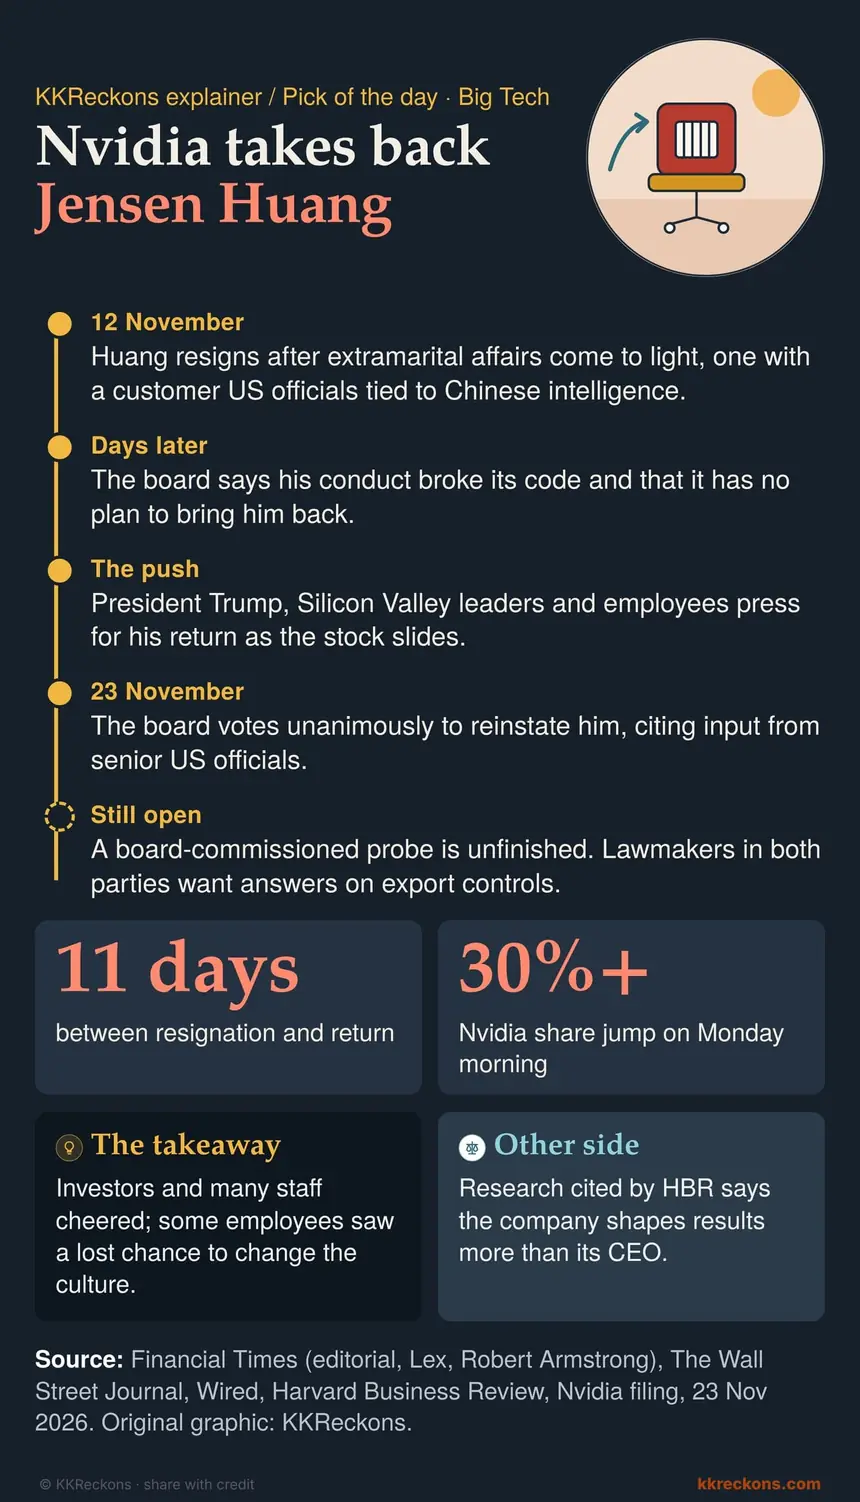 KKReckons explainer / Pick of the day · Big Tech
Nvidia takes back
Jensen Huang
12 November
Huang resigns after extramarital affairs come to light, one with
a customer US officials tied to Chinese intelligence.
Days later
The board says his conduct broke its code and that it has no
plan to bring him back.
The push
President Trump, Silicon Valley leaders and employees press
for his return as the stock slides.
23 November
The board votes unanimously to reinstate him, citing input from
senior US officials.
Still open
A board-commissioned probe is unfinished. Lawmakers in both
parties want answers on export controls.
11 days
between resignation and return
30%+
Nvidia share jump on Monday
morning
The takeaway
Investors and many staff
cheered; some employees saw
a lost chance to change the
culture.
Other side
Research cited by HBR says
the company shapes results
more than its CEO.
Source: Financial Times (editorial, Lex, Robert Armstrong), The Wall
Street Journal, Wired, Harvard Business Review, Nvidia filing, 23 Nov
2026. Original graphic: KKReckons.
© KKReckons · share with credit
kkreckons.com